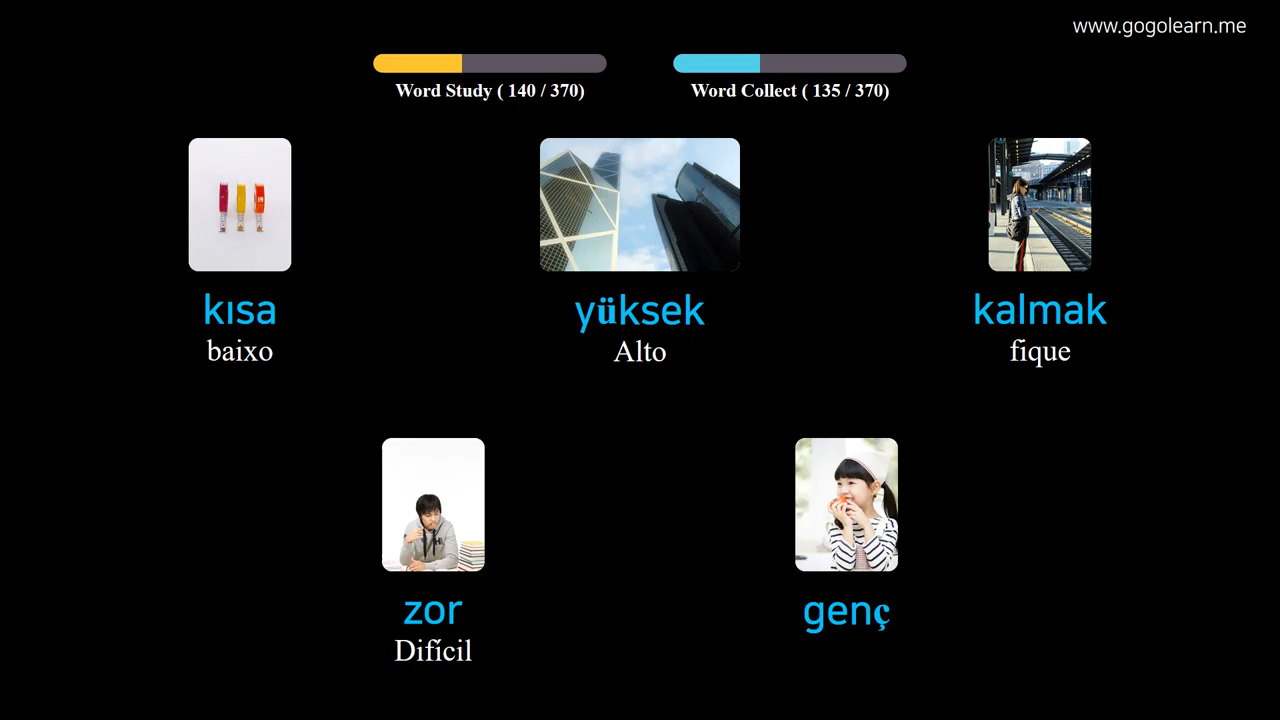 www.gogolearn.me
Word Study ( 140 / 370)
Word Collect ( 135 / 370)
kısa
baixo
yüksek
Alto
kalmak
fique
zor
Difícil
genç